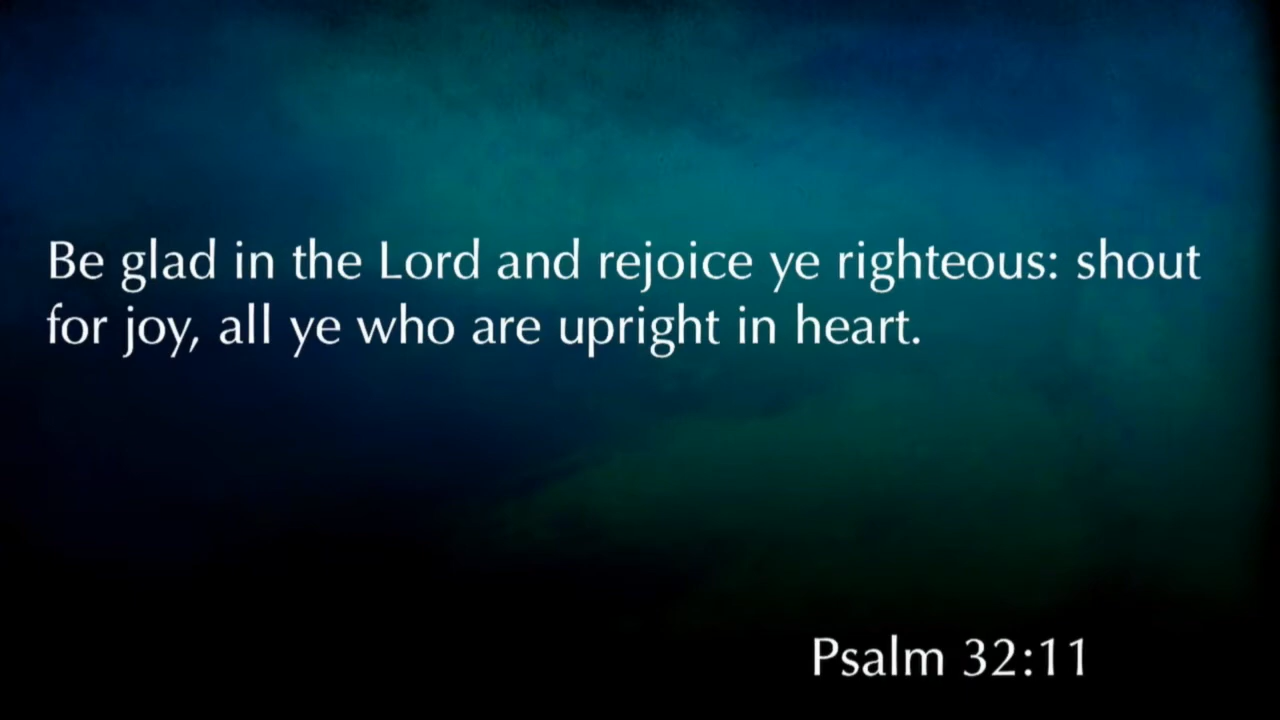 Be glad in the Lord and rejoice ye righteous: shout
for joy, all ye who are upright in heart.
Psalm 32:11